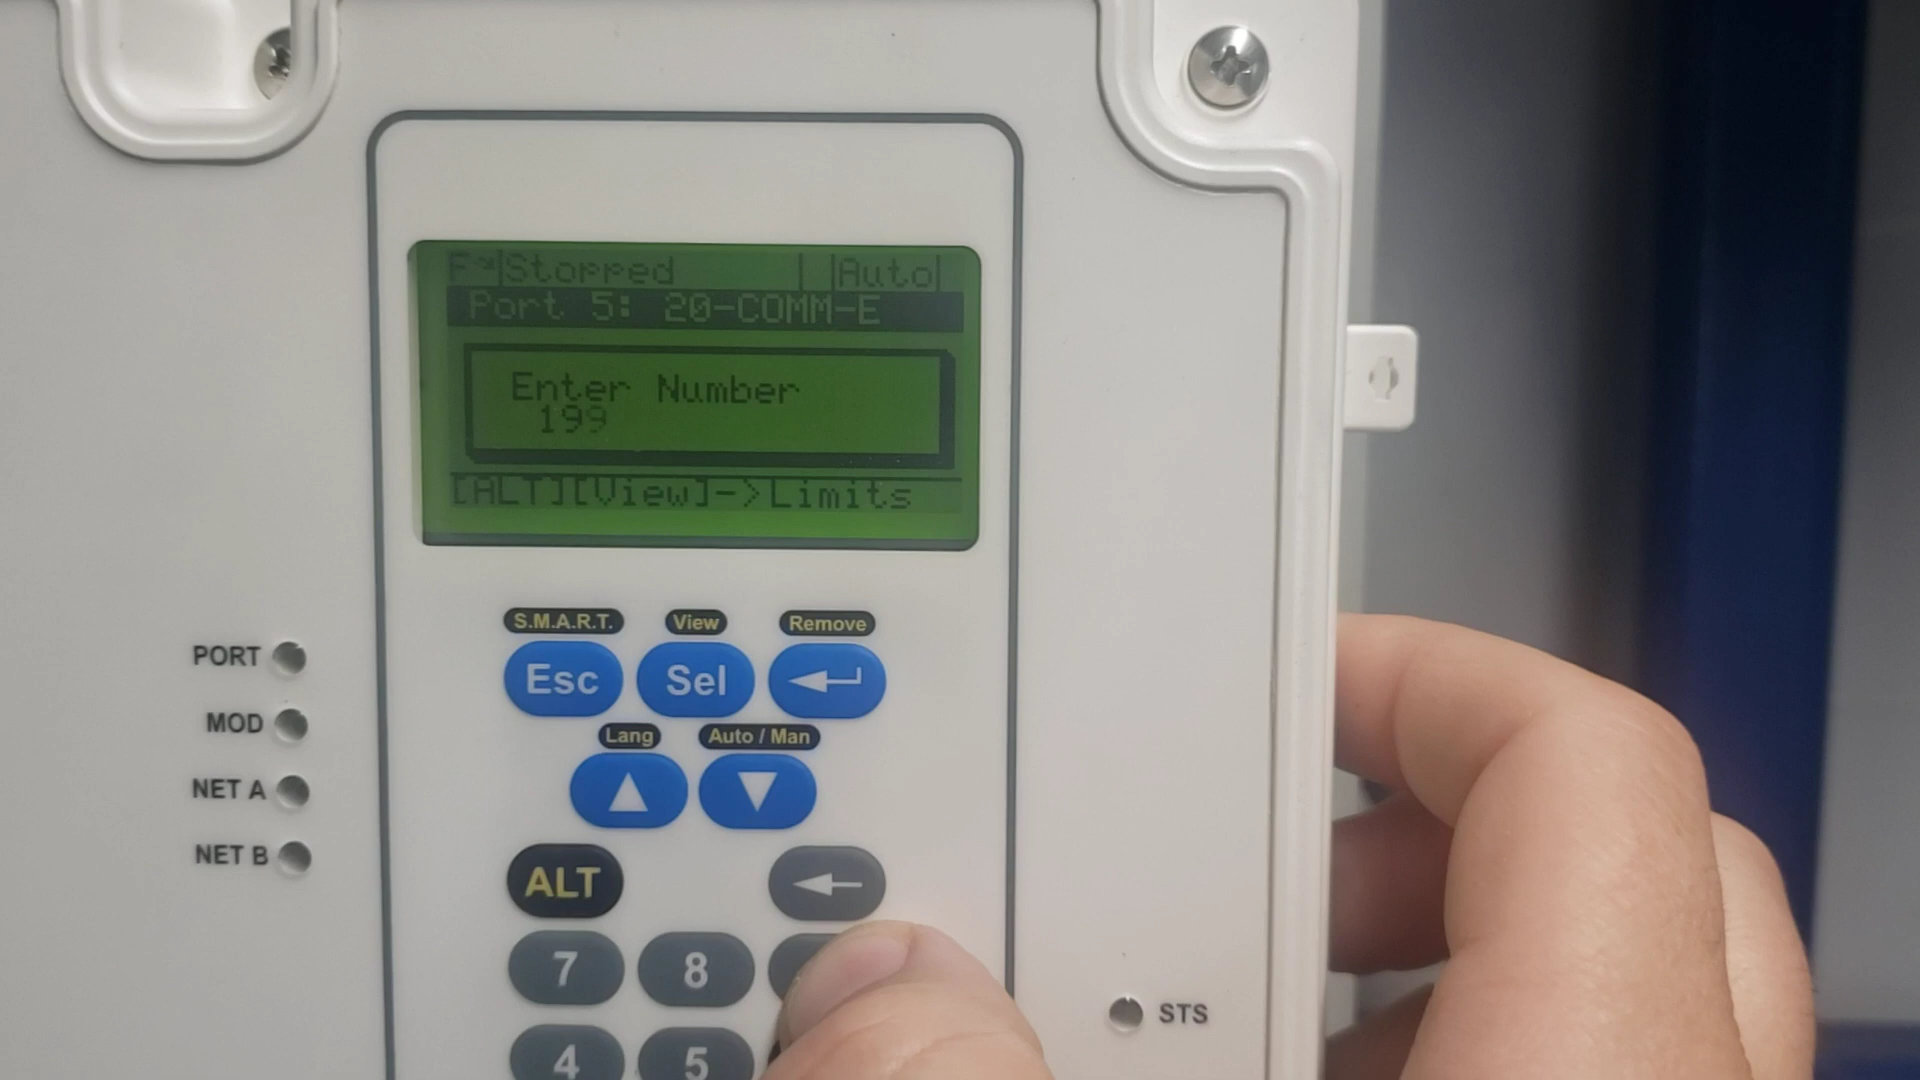 F Stopped Auto
Port 5: 20-COMM-E
Enter Number
199
[ALT][View]->Limits
S.M.A.R.T. View Remove
Esc Sel
Lang Auto / Man
PORT
MOD
NET A
NET B
ALT
7 8
4 5
STS